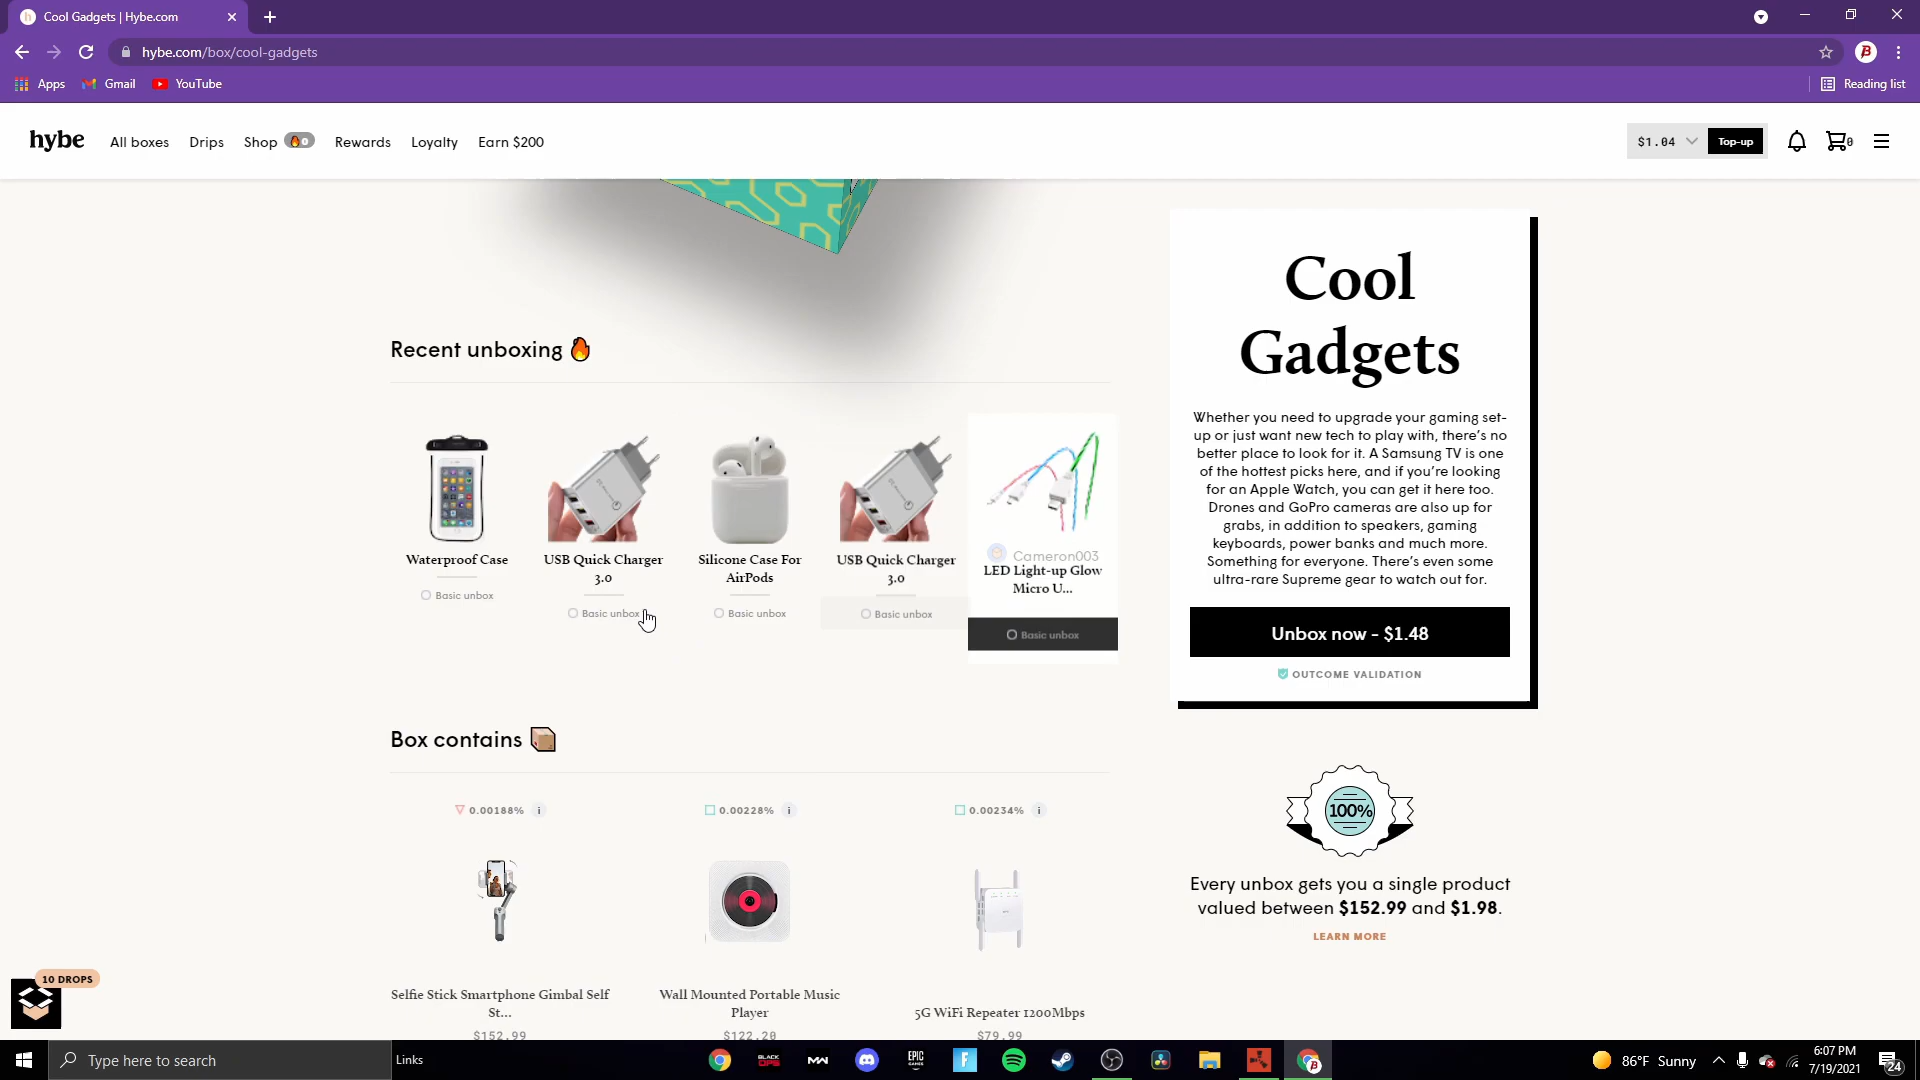 Cool Gadgets | Hybe.com
hybe.com/box/cool-gadgets
Apps
Gmail
YouTube
Reading list
hybe
All boxes
Drips
Shop
0
Rewards
Loyalty
Earn $200
$1.04
Top-up
0
Recent unboxing
Waterproof Case
Basic unbox
USB Quick Charger
3.0
Basic unbox
Silicone Case For
AirPods
Basic unbox
USB Quick Charger
3.0
Basic unbox
Cameron003
LED Light-up Glow
Micro U...
Basic unbox
Cool
Gadgets
Whether you need to upgrade your gaming set-
up or just want new tech to play with, there's no
better place to look for it. A Samsung TV is one
of the hottest picks here, and if you're looking
for an Apple Watch, you can get it here too.
Drones and GoPro cameras are also up for
grabs, in addition to speakers, gaming
keyboards, power banks and much more.
Something for everyone. There's even some
ultra-rare Supreme gear to watch out for.
Unbox now - $1.48
OUTCOME VALIDATION
Box contains
0.00188% i
0.00228% i
0.00234% i
Selfie Stick Smartphone Gimbal Self
St...
$152.99
Wall Mounted Portable Music
Player
$122.20
5G WiFi Repeater 1200Mbps
$79.99
100%
Every unbox gets you a single product
valued between $152.99 and $1.98.
LEARN MORE
10 DROPS
Type here to search
Links
BLACK
OPS
MW
EPIC
GAMES
86°F Sunny
6:07 PM
7/19/2021
24